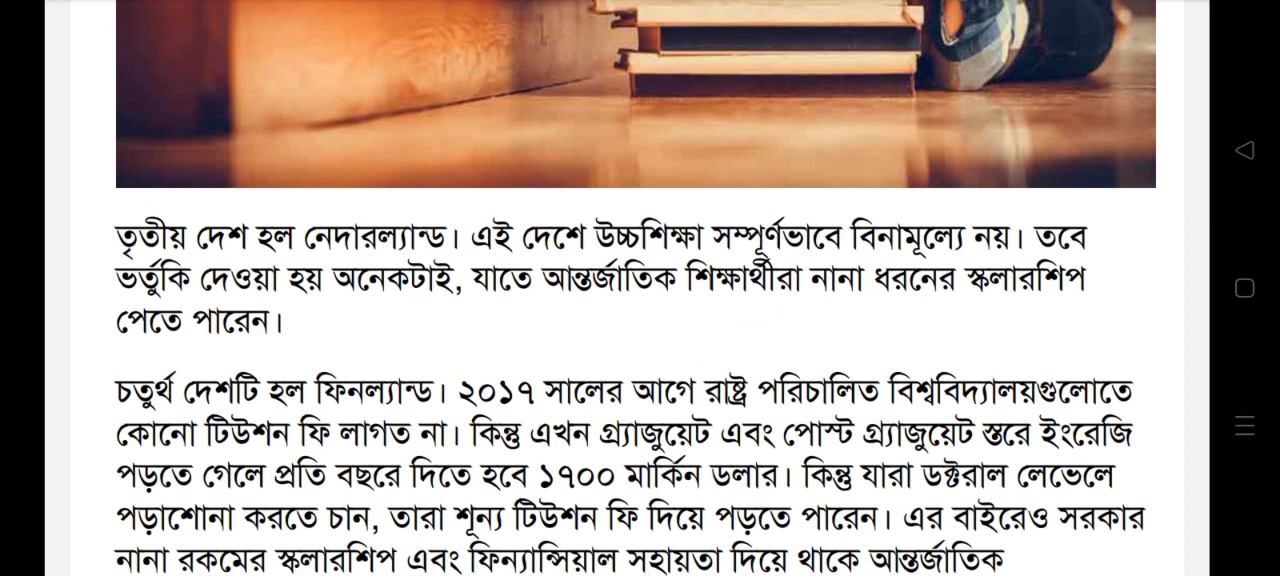 তৃতীয় দেশ হল নেদারল্যান্ড। এই দেশে উচ্চশিক্ষা সম্পূর্ণভাবে বিনামূল্যে নয়। তবে
ভর্তুকি দেওয়া হয় অনেকটাই, যাতে আন্তর্জাতিক শিক্ষার্থীরা নানা ধরনের স্কলারশিপ
পেতে পারেন।
চতুর্থ দেশটি হল ফিনল্যান্ড। ২০১৭ সালের আগে রাষ্ট্র পরিচালিত বিশ্ববিদ্যালয়গুলোতে
কোনো টিউশন ফি লাগত না। কিন্তু এখন গ্র্যাজুয়েট এবং পোস্ট গ্র্যাজুয়েট স্তরে ইংরেজি
পড়তে গেলে প্রতি বছরে দিতে হবে ১৭০০ মার্কিন ডলার। কিন্তু যারা ডক্টরাল লেভেলে
পড়াশোনা করতে চান, তারা শূন্য টিউশন ফি দিয়ে পড়তে পারেন। এর বাইরেও সরকার
নানা রকমের স্কলারশিপ এবং ফিন্যান্সিয়াল সহায়তা দিয়ে থাকে আন্তর্জাতিক